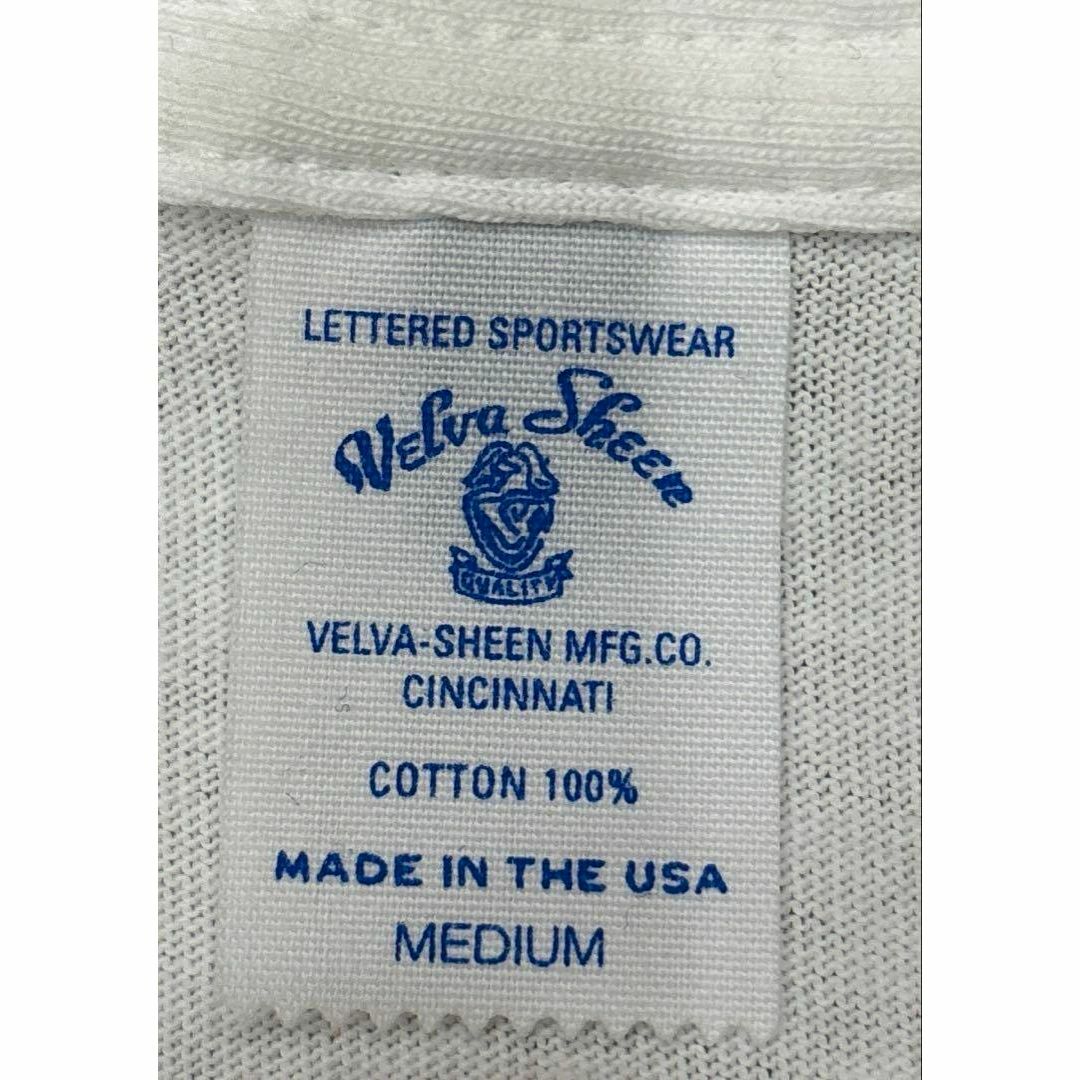 LETTERED SPORTSWEAR
Velva Sheen
QUALITY
VELVA-SHEEN MFG.CO.
CINCINNATI
COTTON 100%
MADE IN THE USA
MEDIUM